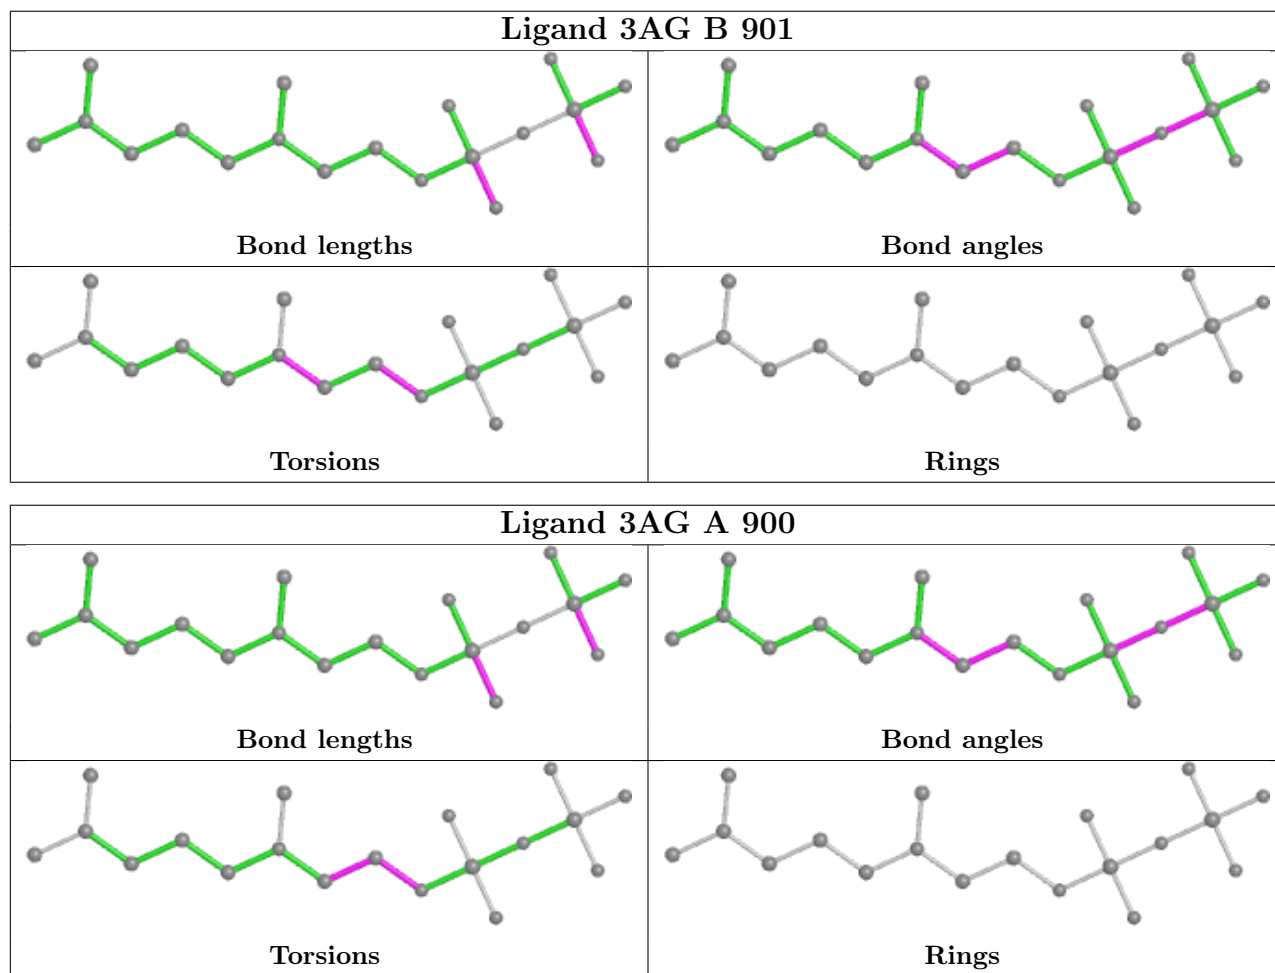 Ligand 3AG B 901
Bond lengths
Bond angles
Torsions
Rings
Ligand 3AG A 900
Bond lengths
Bond angles
Torsions
Rings